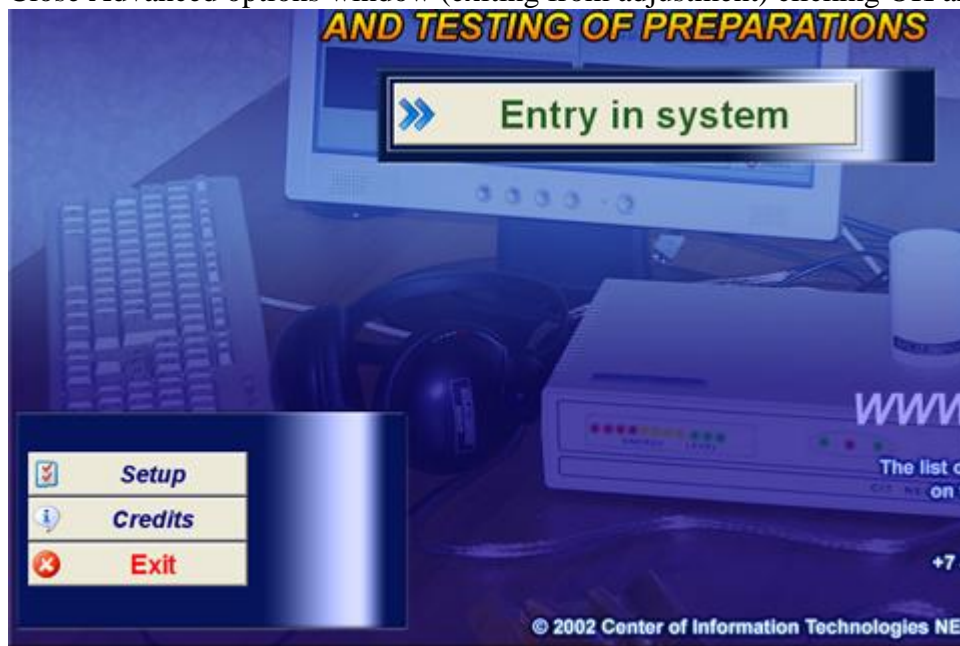 AND TESTING OF PREPARATIONS
Entry in system
WWW
Setup
The list
on
Credits
Exit
+7
© 2002 Center of Information Technologies NE